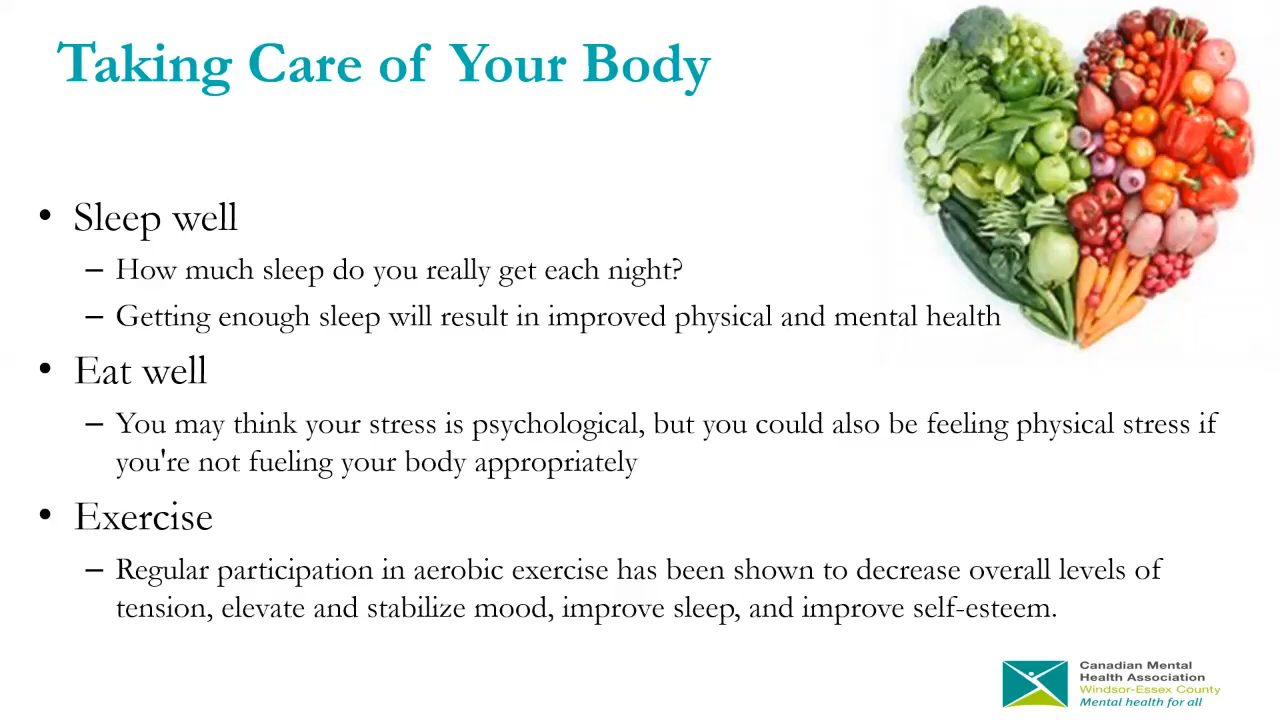 Taking Care of Your Body
• Sleep well
– How much sleep do you really get each night?
– Getting enough sleep will result in improved physical and mental health
• Eat well
– You may think your stress is psychological, but you could also be feeling physical stress if
you're not fueling your body appropriately
• Exercise
– Regular participation in aerobic exercise has been shown to decrease overall levels of
tension, elevate and stabilize mood, improve sleep, and improve self-esteem.
Canadian Mental
Health Association
Windsor-Essex County
Mental health for all